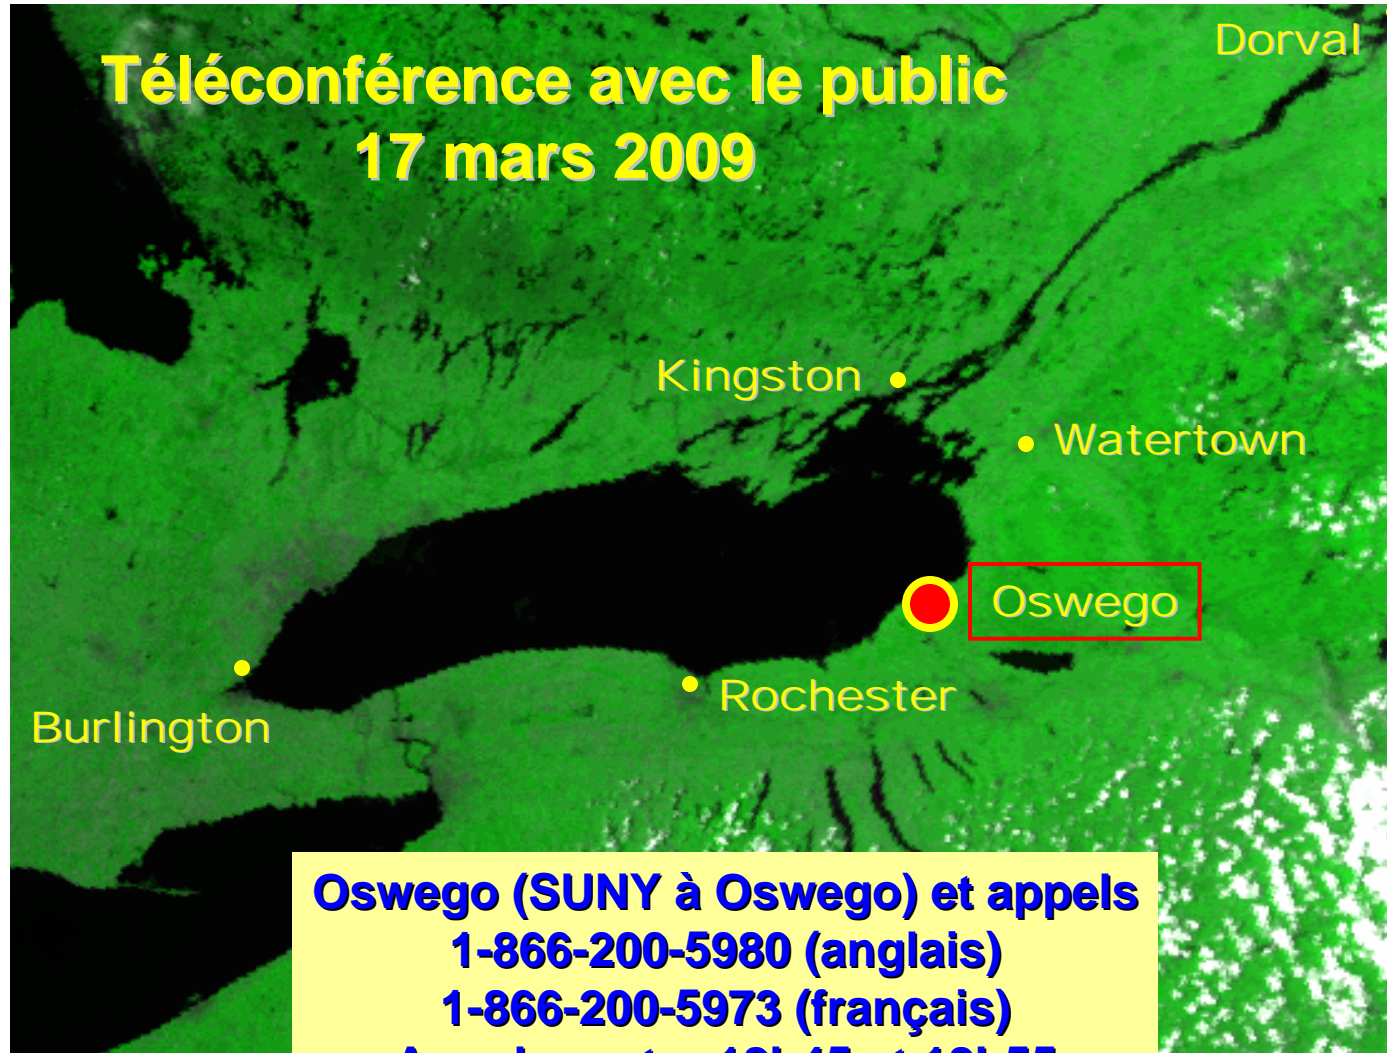 Dorval
Téléconférence avec le public
17 mars 2009
Kingston
Watertown
Oswego
Rochester
Burlington
Oswego (SUNY à Oswego) et appels
1-866-200-5980 (anglais)
1-866-200-5973 (français)